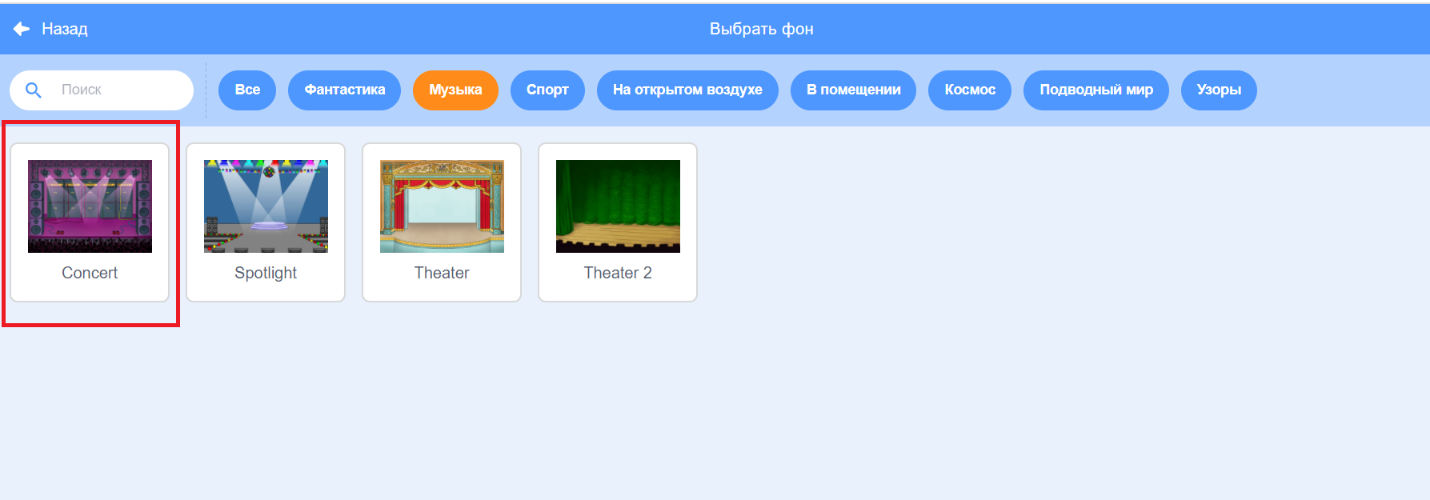 Назад
Выбрать фон
Поиск
Все
Фантастика
Музыка
Спорт
На открытом воздухе
В помещении
Космос
Подводный мир
Узоры
Concert
Spotlight
Theater
Theater 2